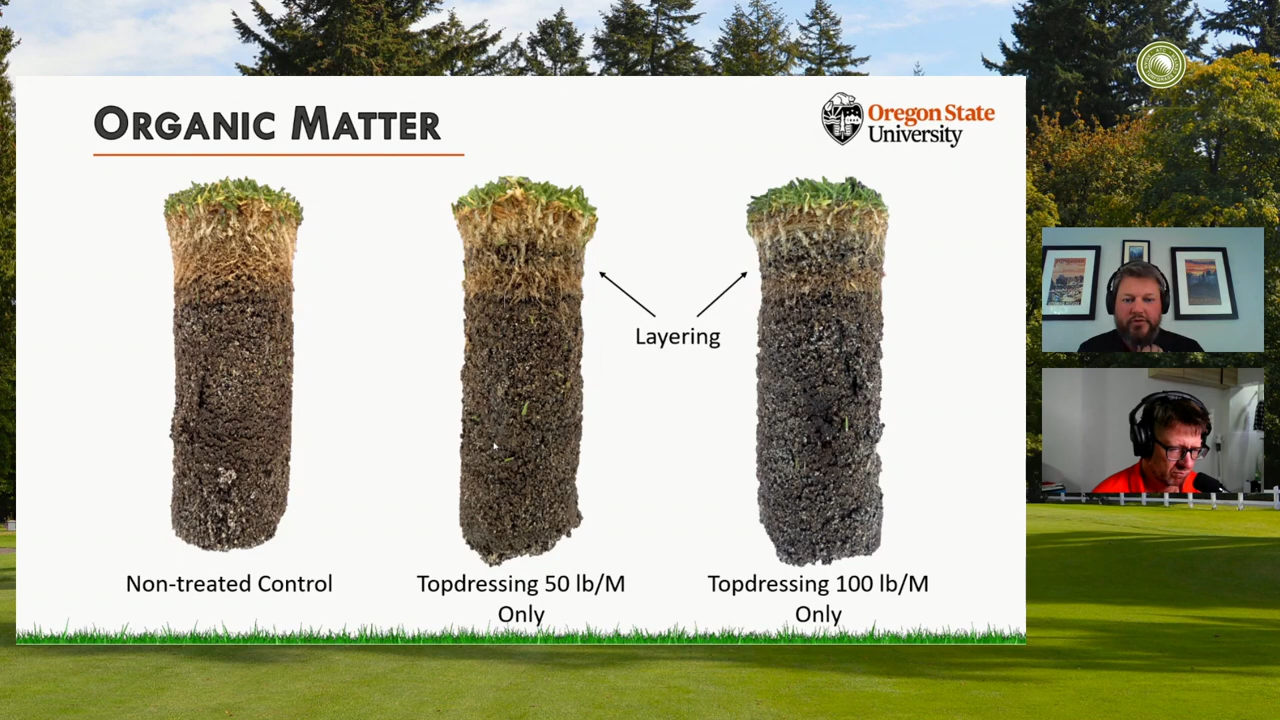 ORGANIC MATTER
Oregon State
University
Layering
Non-treated Control
Topdressing 50 lb/M
Only
Topdressing 100 lb/M
Only